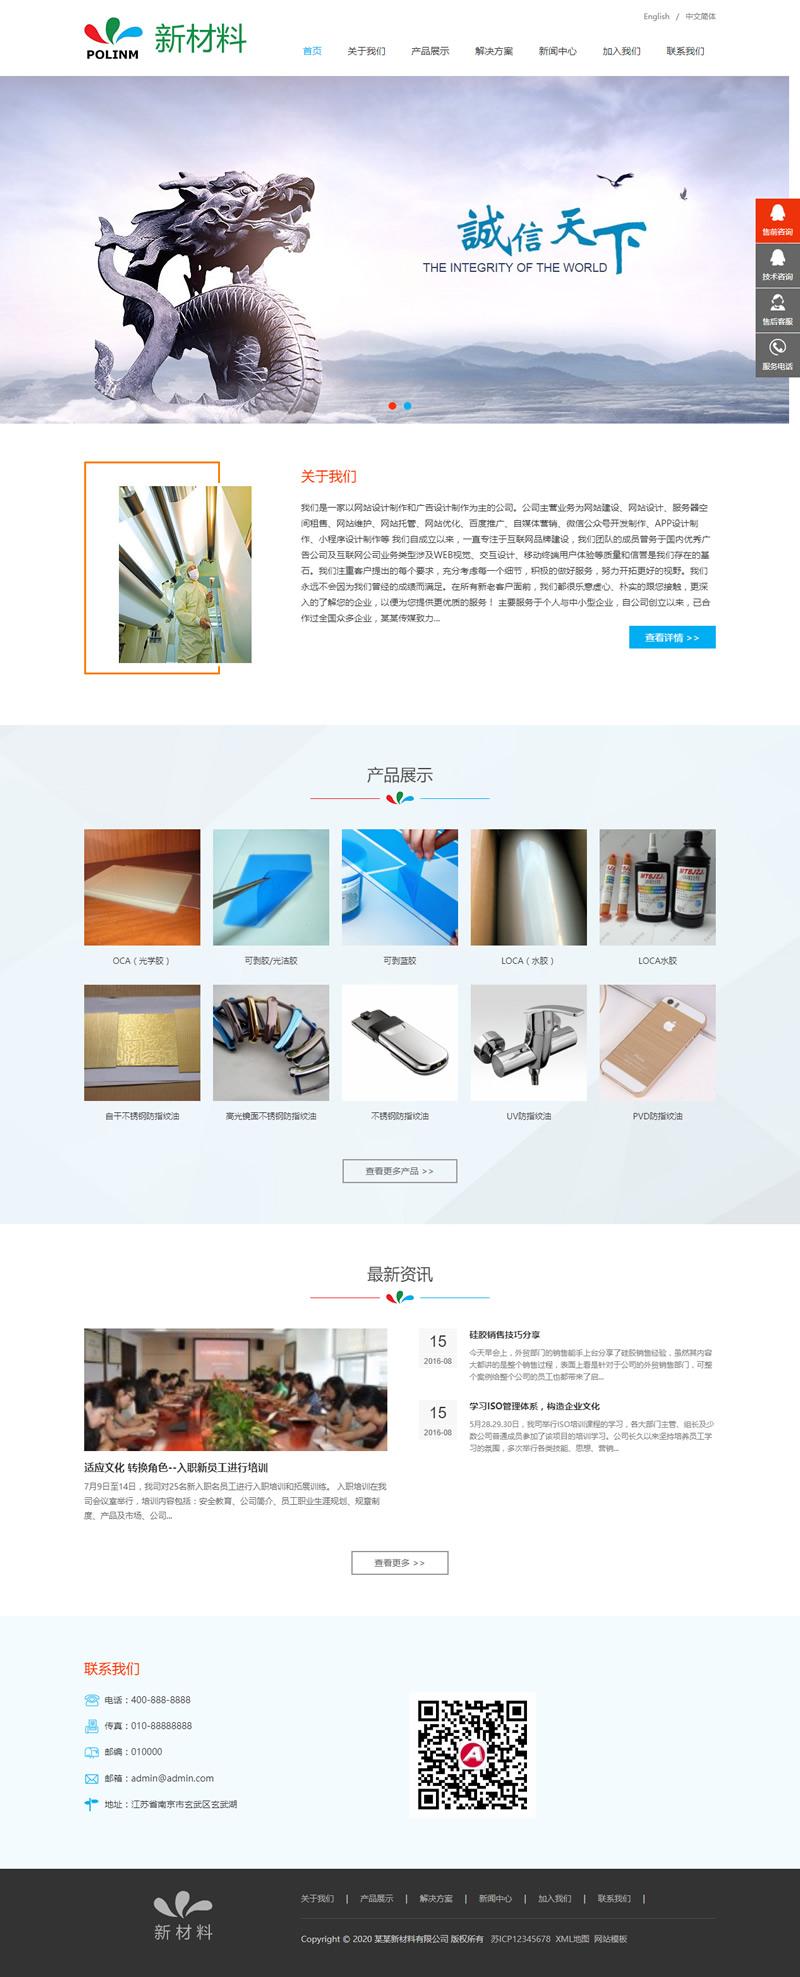 English / 中文简体
POLINM 新材料
首页 关于我们 产品展示 解决方案 新闻中心 加入我们 联系我们
誠信天下
THE INTEGRITY OF THE WORLD
售前咨询
技术咨询
售后客服
服务电话
关于我们
我们是一家以网站设计制作和广告设计制作为主的公司。公司主营业务为网站建设、网站设计、服务器空
间租售、网站维护、网站托管、网站优化、百度推广、自媒体营销、微信公众号开发制作、APP设计制
作、小程序设计制作等 我们自成立以来，一直专注于互联网品牌建设，我们团队的成员曾务于国内优秀广
告公司及互联网公司业务类型涉及WEB视觉、交互设计、移动终端用户体验等质量和信誉是我们存在的基
石。我们注重客户提出的每个要求，充分考虑每一个细节，积极的做好服务，努力开拓更好的视野。我们
永远不会因为我们曾经的成绩而满足。在所有新老客户面前，我们都很乐意虚心、朴实的跟您接触，更深
入的了解您的企业，以便为您提供更优质的服务！ 主要服务于个人与中小型企业，自公司创立以来，已合
作过全国众多企业，某某传媒致力...
查看详情 >>
产品展示
MTBJZJ
OCA（光学胶） 可剥胶/光洁胶 可剥蓝胶 LOCA（水胶） LOCA水胶
自干不锈钢防指纹油 高光镜面不锈钢防指纹油 不锈钢防指纹油 UV防指纹油 PVD防指纹油
查看更多产品 >>
最新资讯
适应文化 转换角色--入职新员工进行培训
7月9日至14日，我司对25名新入职名员工进行入职培训和拓展训练。 入职培训在我
司会议室举行，培训内容包括：安全教育、公司简介、员工职业生涯规划、规章制
度、产品及市场、公司...
15
2016-08
硅胶销售技巧分享
今天早会上，外贸部门的销售能手上台分享了硅胶销售经验，虽然其内容
大都讲的是整个销售过程，表面上看是针对于公司的外贸销售部门，可整
个案例给整个公司的员工也都带来了启...
15
2016-08
学习ISO管理体系，构造企业文化
5月28.29.30日，我司举行ISO培训课程的学习，各大部门主管、组长及少
数公司普通成员参加了该项目的培训学习。公司长久以来坚持培养员工学
习的氛围，多次举行各类技能、思想、营销...
查看更多 >>
联系我们
电话：400-888-8888
传真：010-88888888
邮编：010000
邮箱：admin@admin.com
地址：江苏省南京市玄武区玄武湖
新材料
关于我们 | 产品展示 | 解决方案 | 新闻中心 | 加入我们 | 联系我们 |
Copyright © 2020 某某新材料有限公司 版权所有 苏ICP12345678 XML地图 网站模板